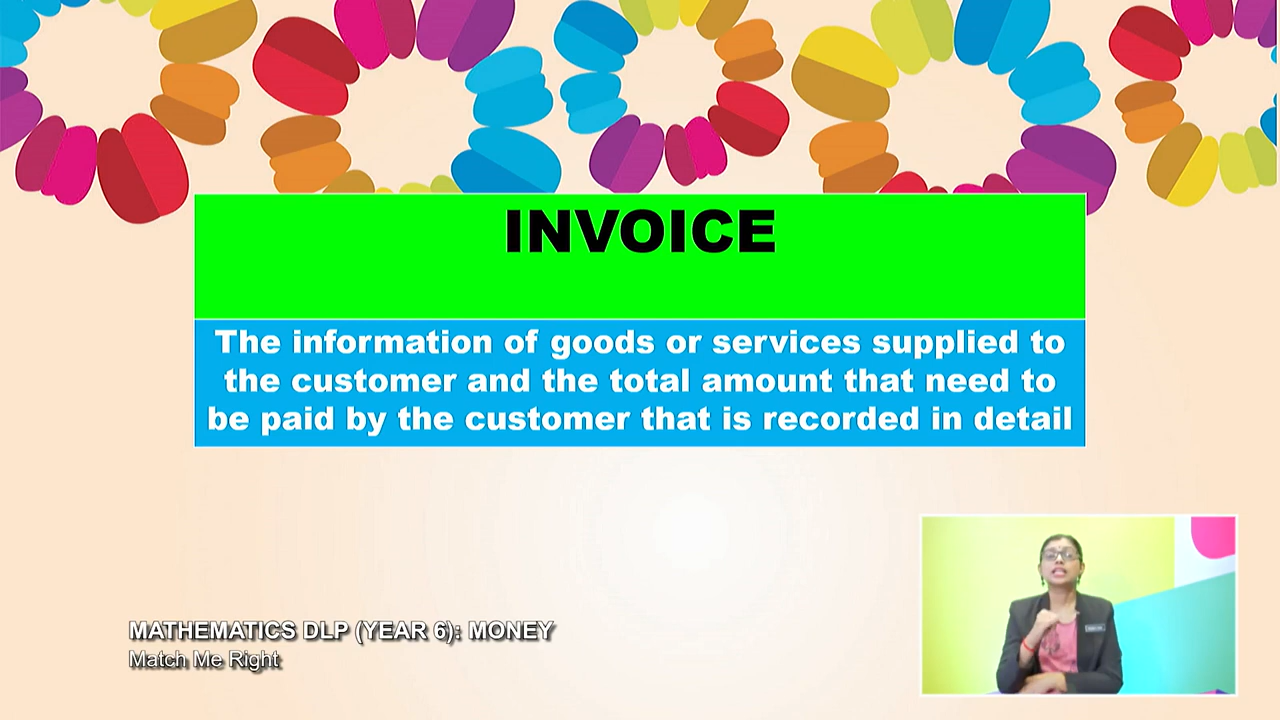 INVOICE
The information of goods or services supplied to
the customer and the total amount that need to
be paid by the customer that is recorded in detail
MATHEMATICS DLP (YEAR 6): MONEY
Match Me Right